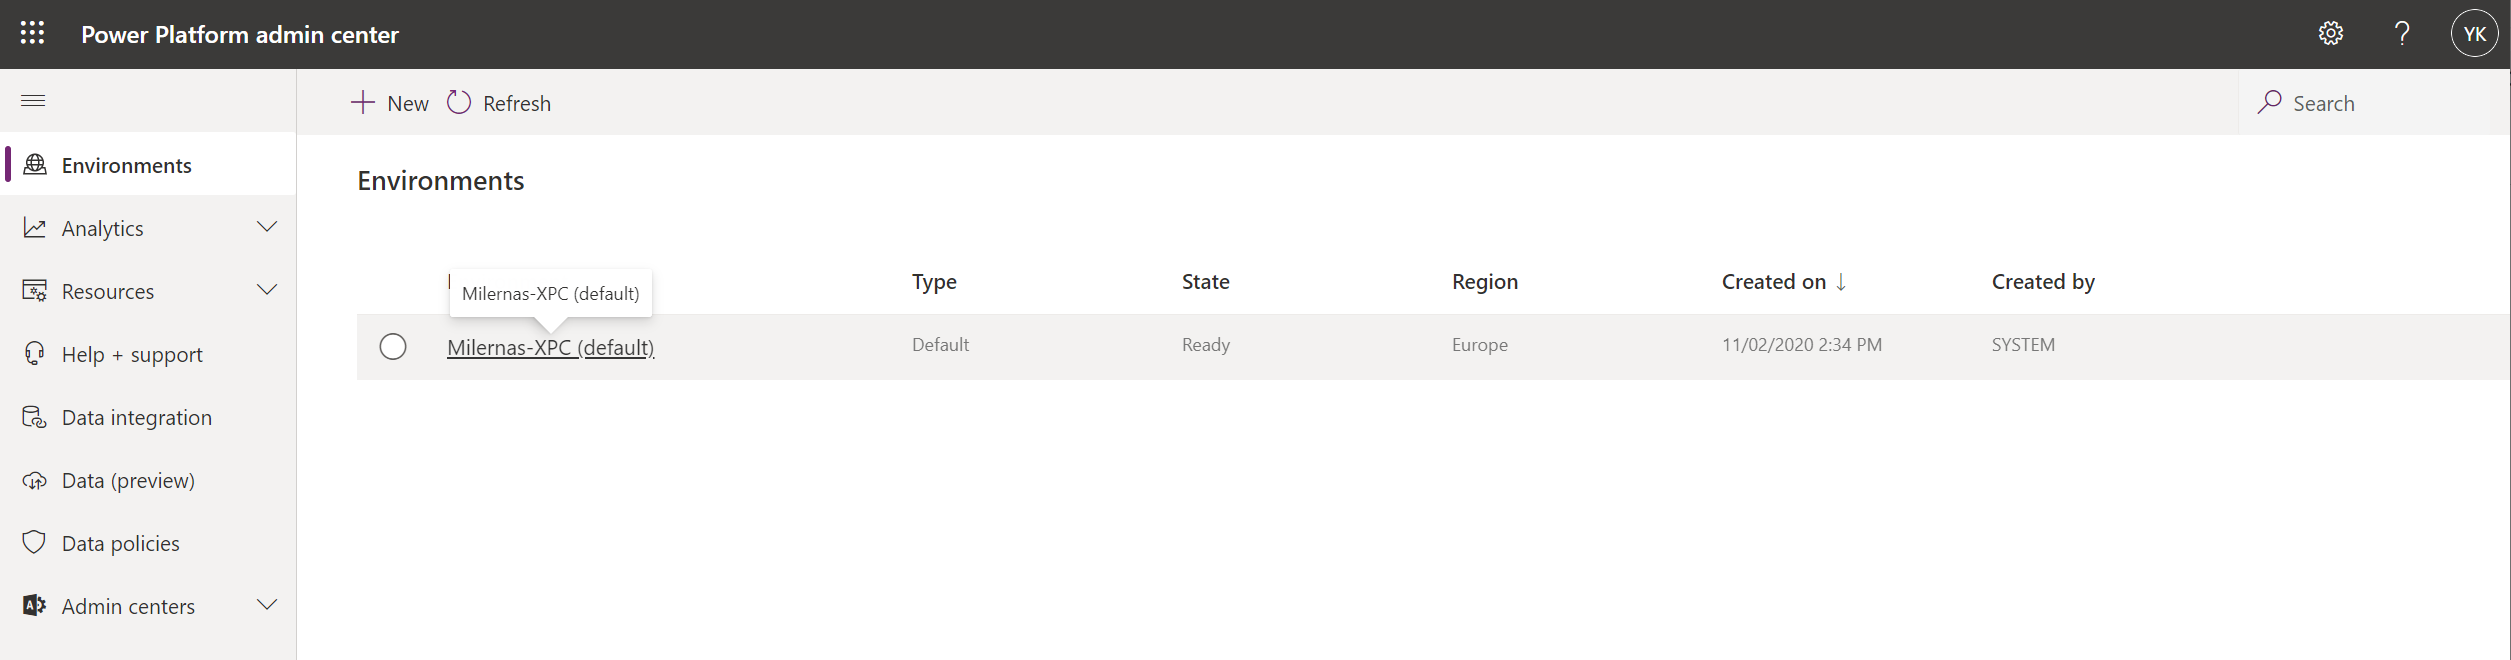 Power Platform admin center
YK
New
Refresh
Search
Environments
Analytics
Resources
Help + support
Data integration
Data (preview)
Data policies
Admin centers
Environments
Type
State
Region
Created on ↓
Created by
Milernas-XPC (default)
Milernas-XPC (default)
Default
Ready
Europe
11/02/2020 2:34 PM
SYSTEM